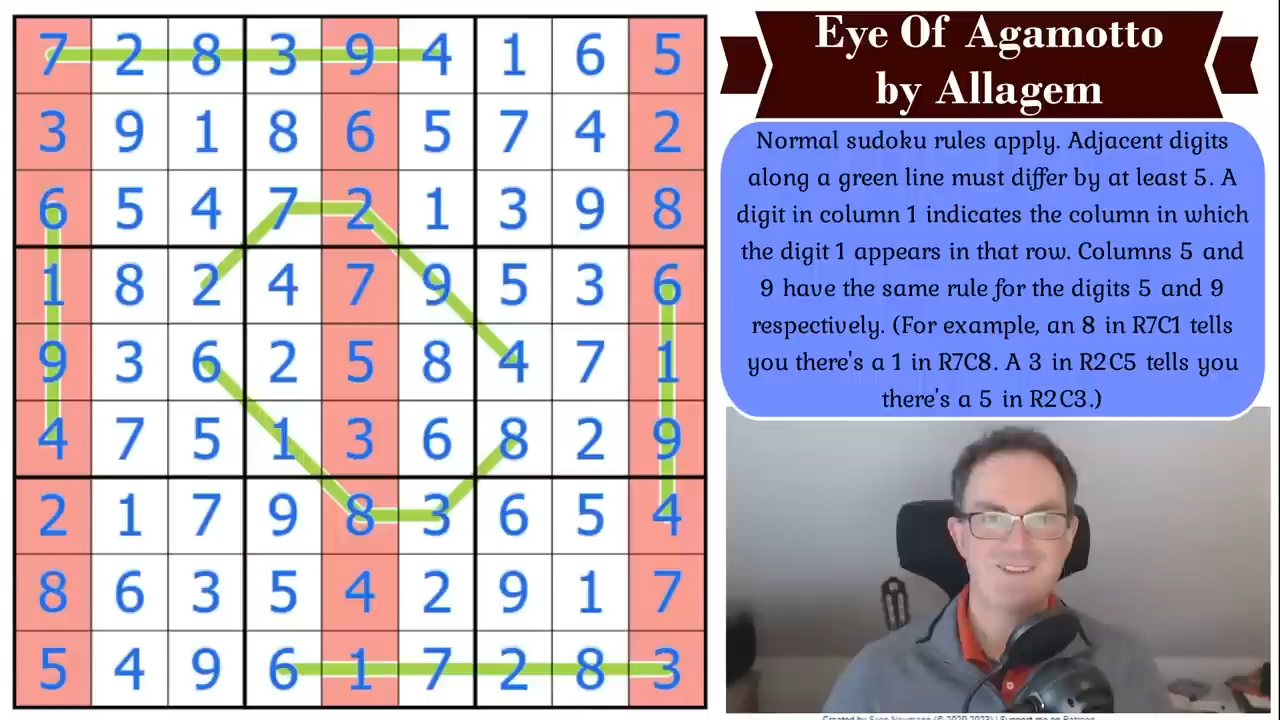 7 2 8 3 9 4 1 6 5
3 9 1 8 6 5 7 4 2
6 5 4 7 2 1 3 9 8
1 8 2 4 7 9 5 3 6
9 3 6 2 5 8 4 7 1
4 7 5 1 3 6 8 2 9
2 1 7 9 8 3 6 5 4
8 6 3 5 4 2 9 1 7
5 4 9 6 1 7 2 8 3
Eye Of Agamotto
by Allagem
Normal sudoku rules apply. Adjacent digits
along a green line must differ by at least 5. A
digit in column 1 indicates the column in which
the digit 1 appears in that row. Columns 5 and
9 have the same rule for the digits 5 and 9
respectively. (For example, an 8 in R7C1 tells
you there's a 1 in R7C8. A 3 in R2C5 tells you
there's a 5 in R2C3.)